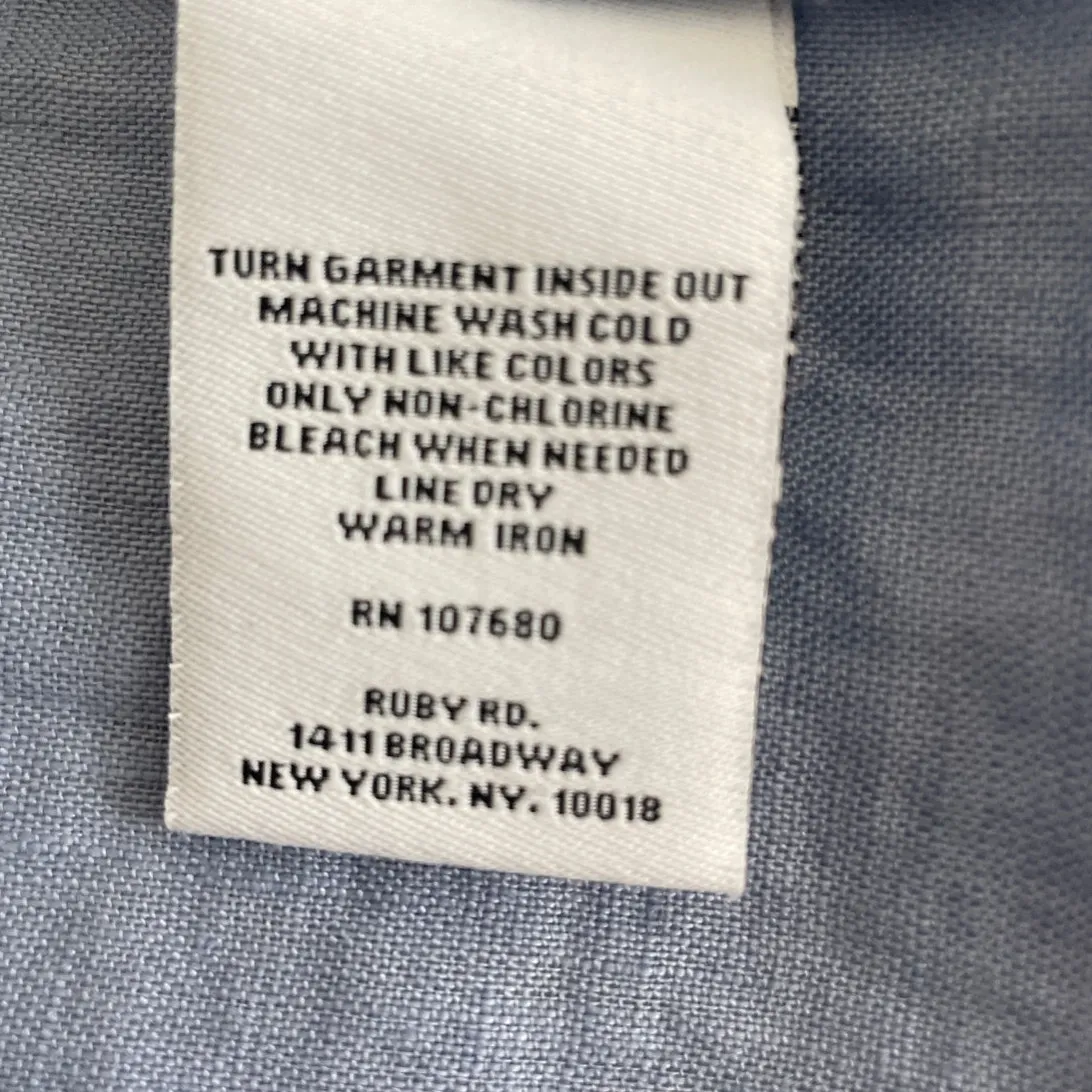 TURN GARMENT INSIDE OUT
MACHINE WASH COLD
WITH LIKE COLORS
ONLY NON-CHLORINE
BLEACH WHEN NEEDED
LINE DRY
WARM IRON
RN 107680
RUBY RD.
1411 BROADWAY
NEW YORK. NY. 10018